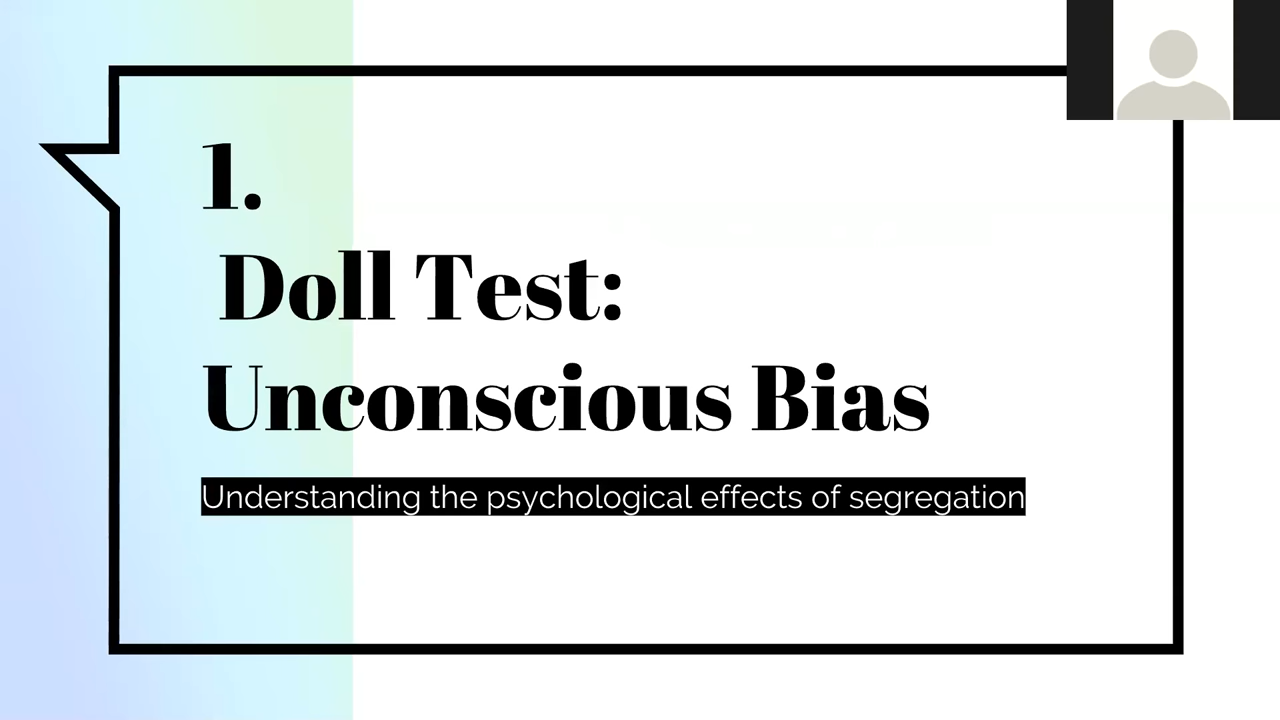 1.
Doll Test:
Unconscious Bias
Understanding the psychological effects of segregation